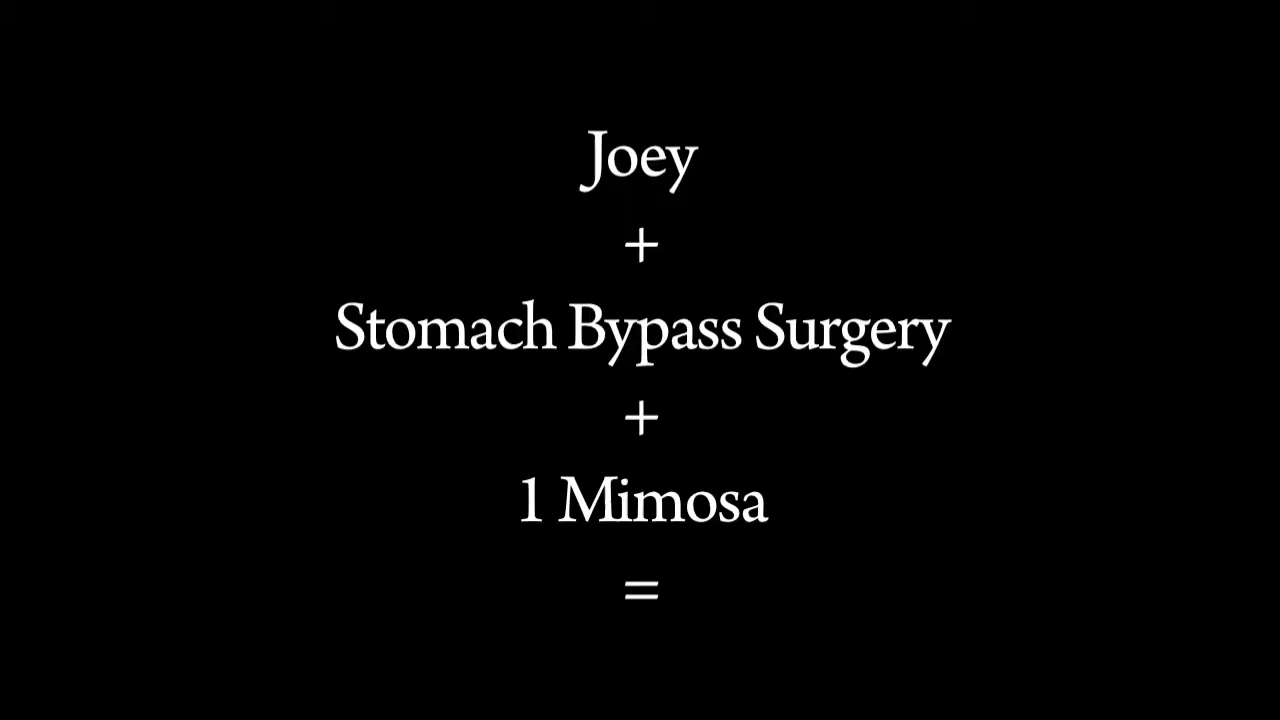 Joey
+
Stomach Bypass Surgery
+
1 Mimosa
=